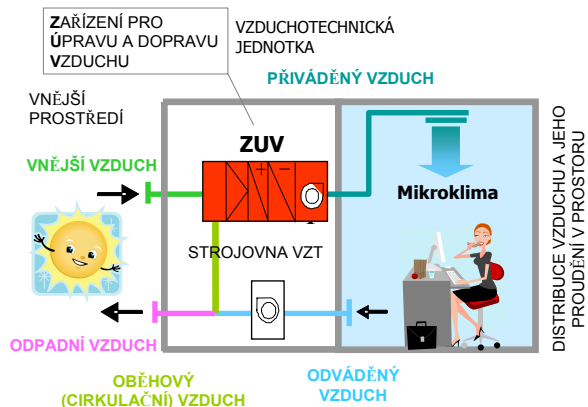 ZAŘÍZENÍ PRO
ÚPRAVU A DOPRAVU
VZDUCHU
VZDUCHOTECHNICKÁ
JEDNOTKA
PŘIVÁDĚNÝ VZDUCH
VNĚJŠÍ
PROSTŘEDÍ
ZUV
VNĚJŠÍ VZDUCH
+ −
Mikroklima
STROJOVNA VZT
ODPADNÍ VZDUCH
OBĚHOVÝ
(CIRKULAČNÍ) VZDUCH
ODVÁDĚNÝ
VZDUCH
DISTRIBUCE VZDUCHU A JEHO
PROUDĚNÍ V PROSTORU